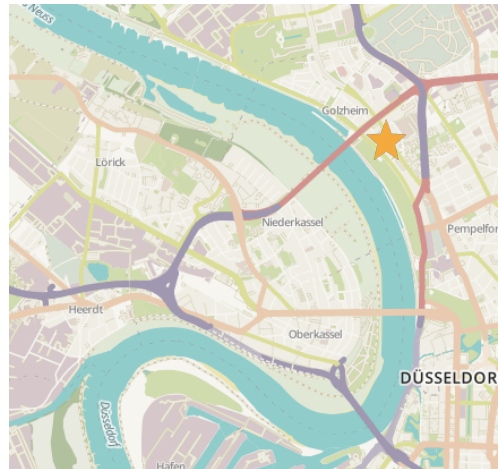 Neuss
Golzheim
Lörick
Niederkassel
Pempelfor
Heerdt
Oberkassel
DÜSSELDOR
Düsseldorf
Hafen